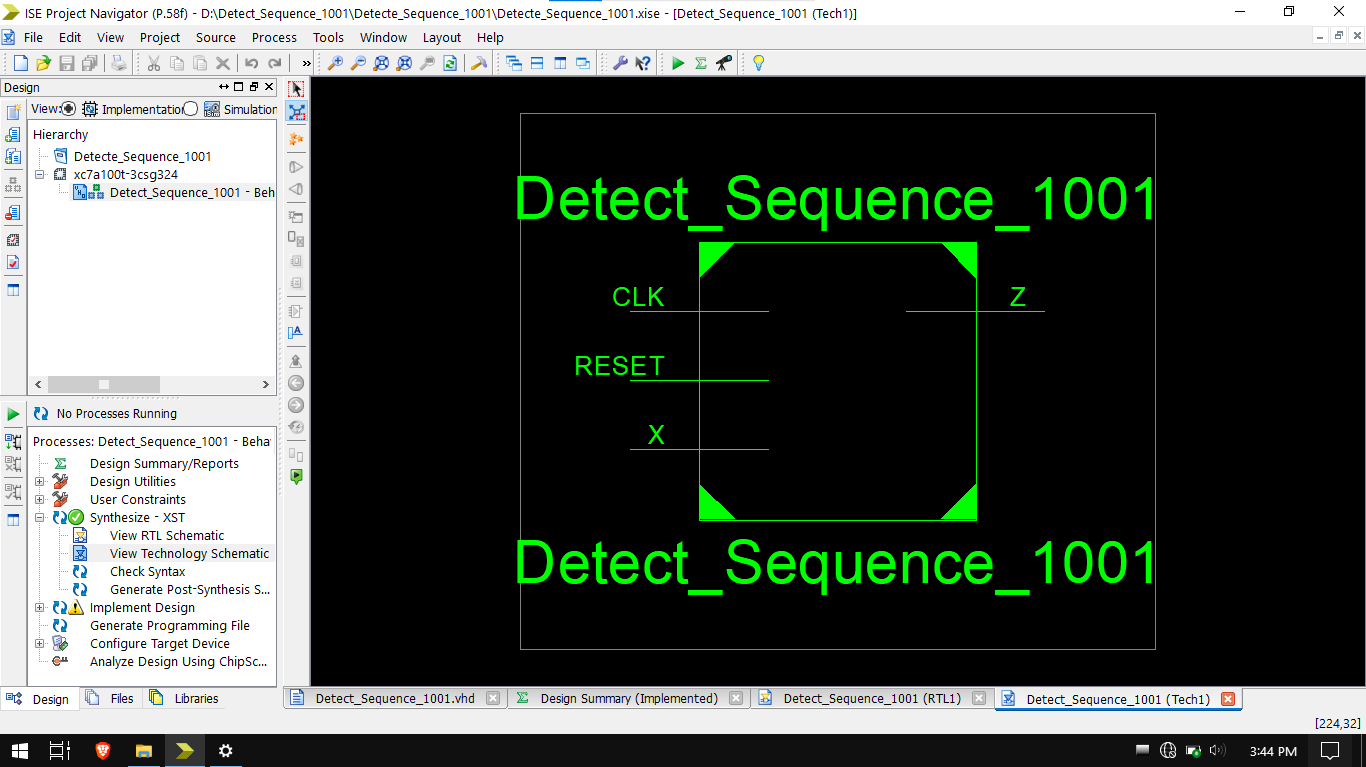 ISE Project Navigator (P.58f) - D:\Detect_Sequence_1001\Detecte_Sequence_1001\Detecte_Sequence_1001.xise - [Detect_Sequence_1001 (Tech1)]
File Edit View Project Source Process Tools Window Layout Help
»
Design
View: Implementation Simulation
Hierarchy
Detecte_Sequence_1001
xc7a100t-3csg324
Detect_Sequence_1001 - Beh
No Processes Running
Processes: Detect_Sequence_1001 - Beha
Design Summary/Reports
Design Utilities
User Constraints
Synthesize - XST
View RTL Schematic
View Technology Schematic
Check Syntax
Generate Post-Synthesis S...
Implement Design
Generate Programming File
Configure Target Device
Analyze Design Using ChipSc...
Design Files Libraries
Detect_Sequence_1001
CLK Z
RESET
X
Detect_Sequence_1001
Detect_Sequence_1001.vhd Design Summary (Implemented) Detect_Sequence_1001 (RTL1) Detect_Sequence_1001 (Tech1)
[224,32]
3:44 PM